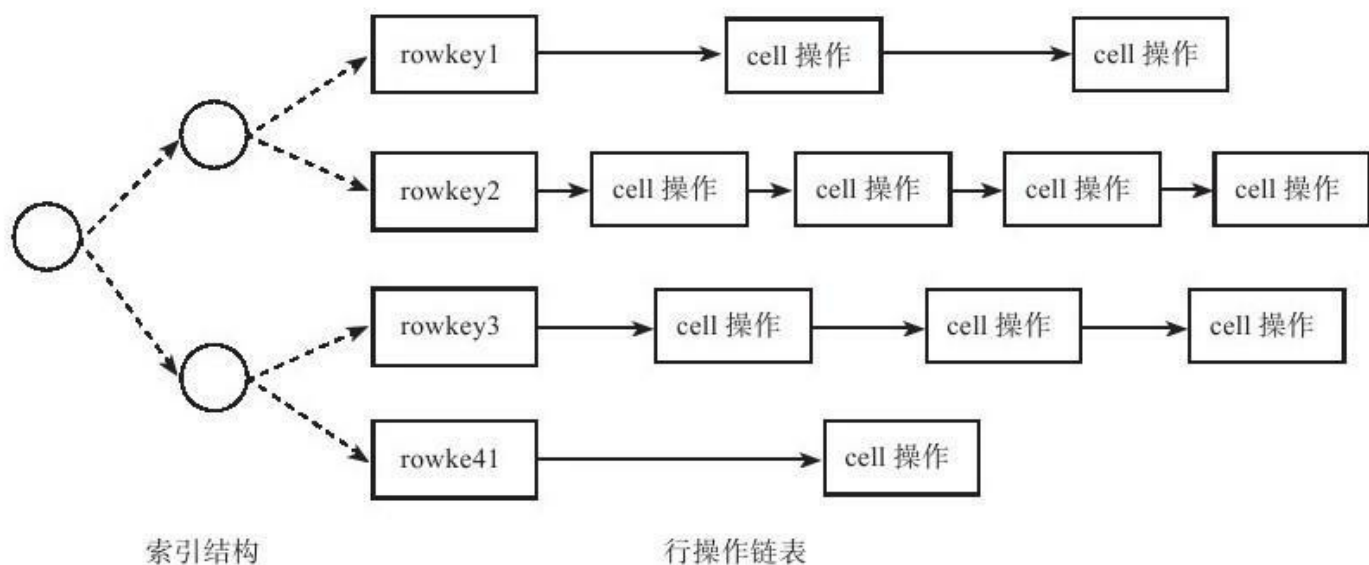 rowkey1 cell 操作 cell 操作
rowkey2 cell 操作 cell 操作 cell 操作 cell 操作
rowkey3 cell 操作 cell 操作 cell 操作
rowke41 cell 操作
索引结构 行操作链表